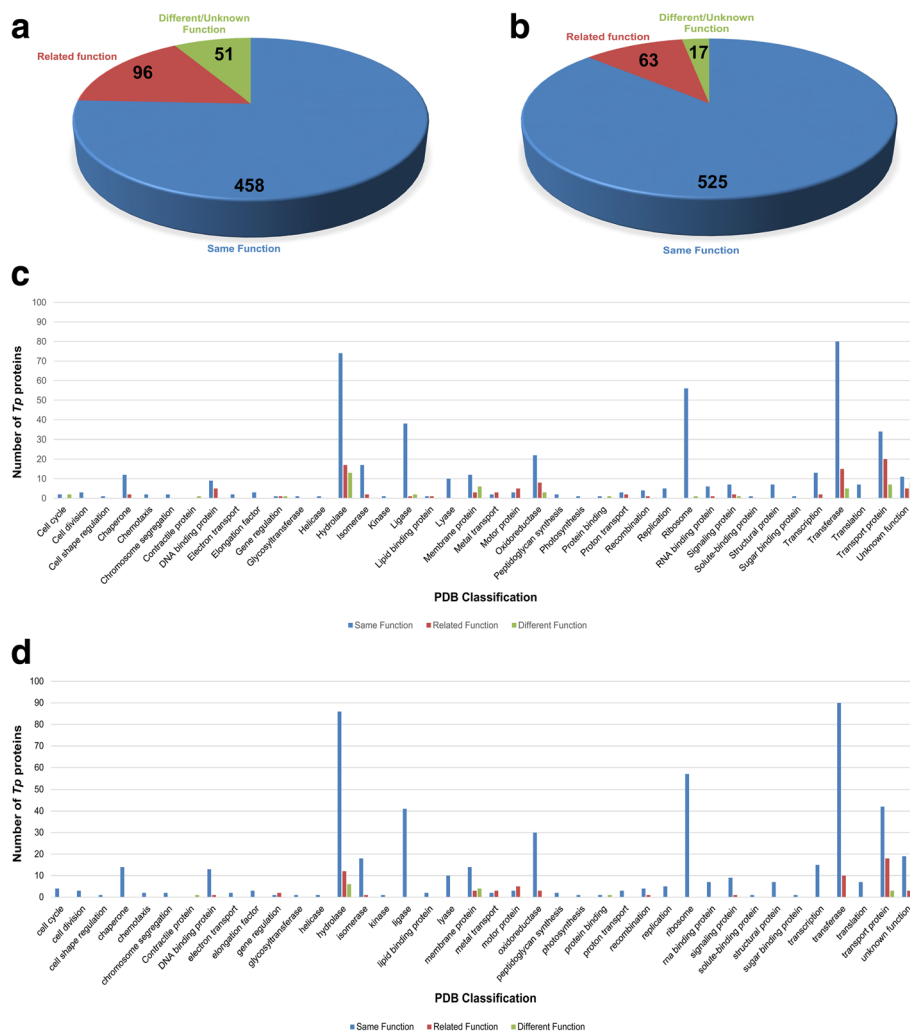 a
Different/Unknown
Function
Related function
51
96
458
Same Function
b
Different/Unknown
Function
Related function
17
63
525
Same Function
c
Number of Tp proteins
100
90
80
70
60
50
40
30
20
10
0
Cell cycle
Cell division
Cell shape regulation
Chaperone
Chemotaxis
Chromosome segregation
Contractile protein
DNA binding protein
Electron transport
Elongation factor
Gene regulation
Glycosyltransferase
Helicase
Hydrolase
Isomerase
Kinase
Ligase
Lipid binding protein
Lyase
Membrane protein
Metal transport
Motor protein
Oxidoreductase
Peptidoglycan synthesis
Photosynthesis
Protein binding
Proton transport
Recombination
Replication
Ribosome
RNA binding protein
Signaling protein
Solute-binding protein
Structural protein
Sugar binding protein
Transcription
Transferase
Translation
Transport protein
Unknown function
PDB Classification
Same Function Related Function Different Function
d
Number of Tp proteins
100
90
80
70
60
50
40
30
20
10
0
cell cycle
cell division
cell shape regulation
chaperone
chemotaxis
chromosome segregation
Contractile protein
DNA binding protein
electron transport
elongation factor
gene regulation
glycosyltransferase
helicase
hydrolase
isomerase
kinase
ligase
lipid binding protein
lyase
membrane protein
metal transport
motor protein
oxidoreductase
peptidoglycan synthesis
photosynthesis
protein binding
proton transport
recombination
replication
ribosome
rna binding protein
signaling protein
solute-binding protein
structural protein
sugar binding protein
transcription
transferase
translation
transport protein
unknown function
PDB Classification
Same Function Related Function Different Function